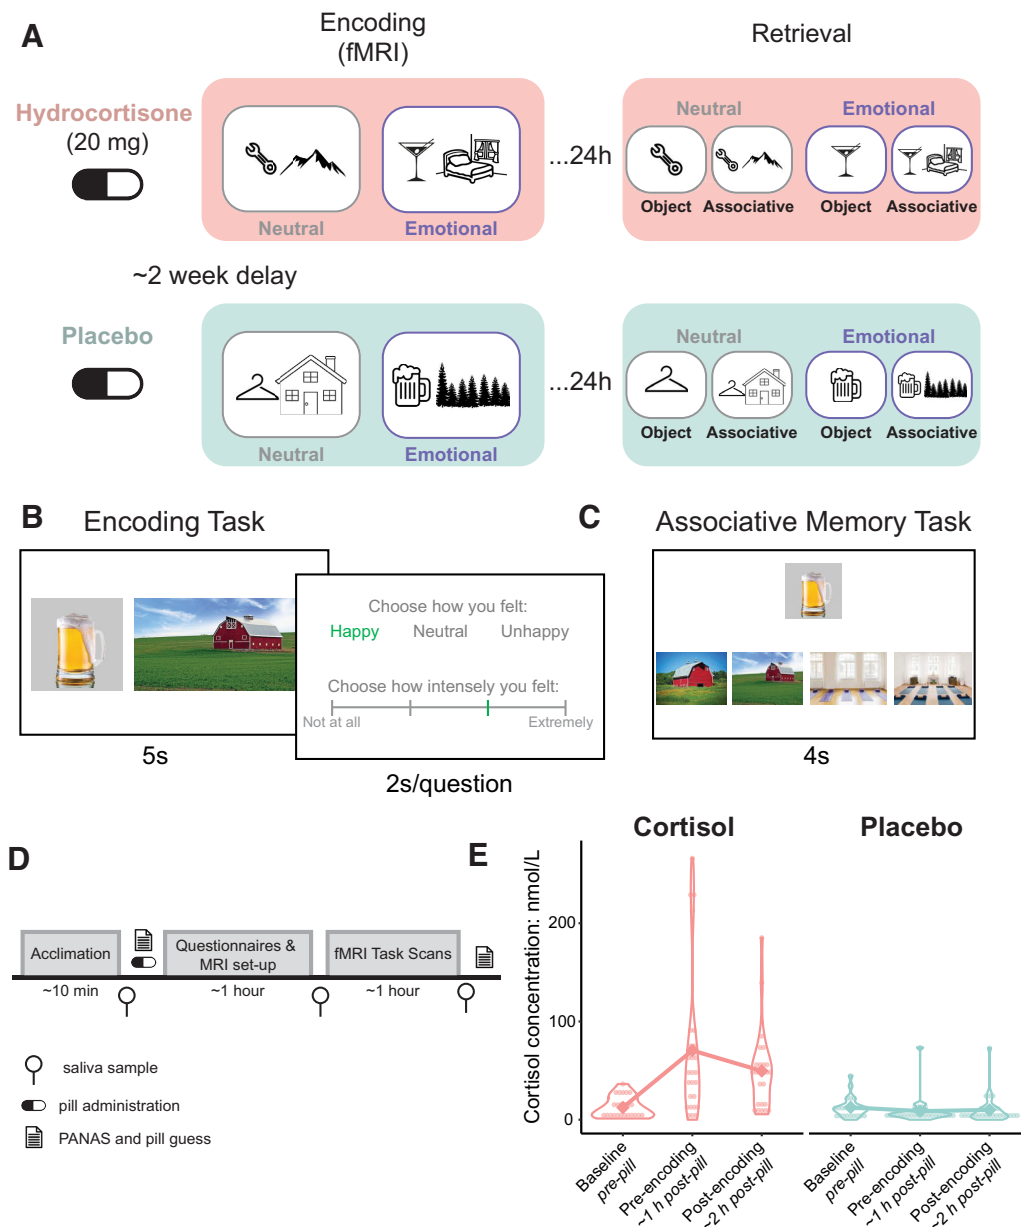 A
Encoding
(fMRI)
Retrieval
Hydrocortisone
(20 mg)
Neutral
Emotional
...24h
Neutral
Emotional
Object
Associative
Object
Associative
~2 week delay
Placebo
Neutral
Emotional
...24h
Neutral
Emotional
Object
Associative
Object
Associative
B
Encoding Task
Choose how you felt:
Happy
Neutral
Unhappy
Choose how intensely you felt:
Not at all
Extremely
5s
2s/question
C
Associative Memory Task
4s
D
Acclimation
Questionnaires &
MRI set-up
fMRI Task Scans
~10 min
~1 hour
~1 hour
saliva sample
pill administration
PANAS and pill guess
E
Cortisol
Placebo
Cortisol concentration: nmol/L
200
100
0
Baseline
pre-pill
Pre-encoding
~1 h post-pill
Post-encoding
~2 h post-pill
Baseline
pre-pill
Pre-encoding
~1 h post-pill
Post-encoding
~2 h post-pill